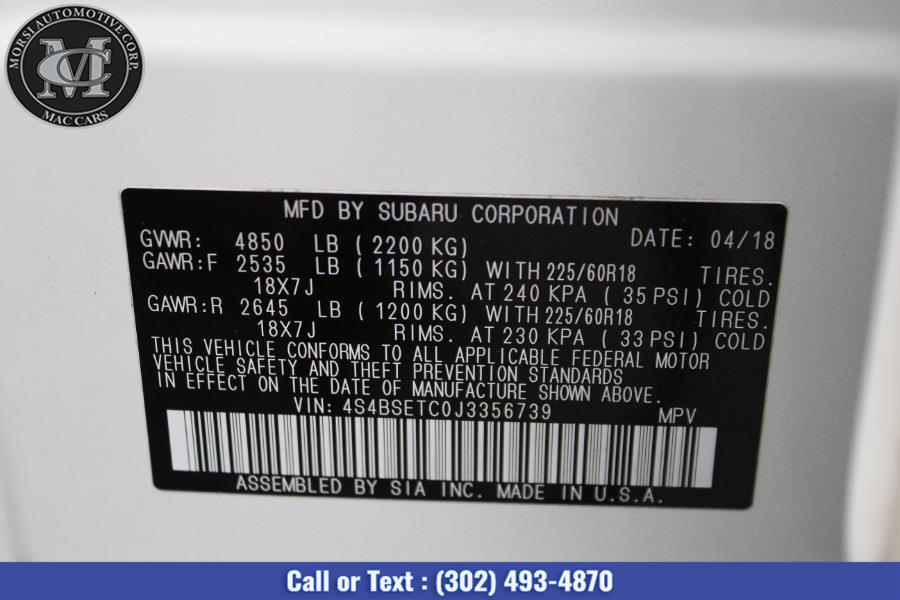 MORSI AUTOMOTIVE CORP.
MC
MAC CARS
MFD BY SUBARU CORPORATION
GVWR: 4850 LB (2200 KG) DATE: 04/18
GAWR:F 2535 LB (1150 KG) WITH 225/60R18 TIRES.
18X7J RIMS. AT 240 KPA (35 PSI) COLD
GAWR:R 2645 LB (1200 KG) WITH 225/60R18 TIRES.
18X7J RIMS. AT 230 KPA (33 PSI) COLD
THIS VEHICLE CONFORMS TO ALL APPLICABLE FEDERAL MOTOR
VEHICLE SAFETY AND THEFT PREVENTION STANDARDS
IN EFFECT ON THE DATE OF MANUFACTURE SHOWN ABOVE.
VIN: 4S4BSETC0J3356739 MPV
ASSEMBLED BY SIA INC. MADE IN U.S.A.
Call or Text : (302) 493-4870